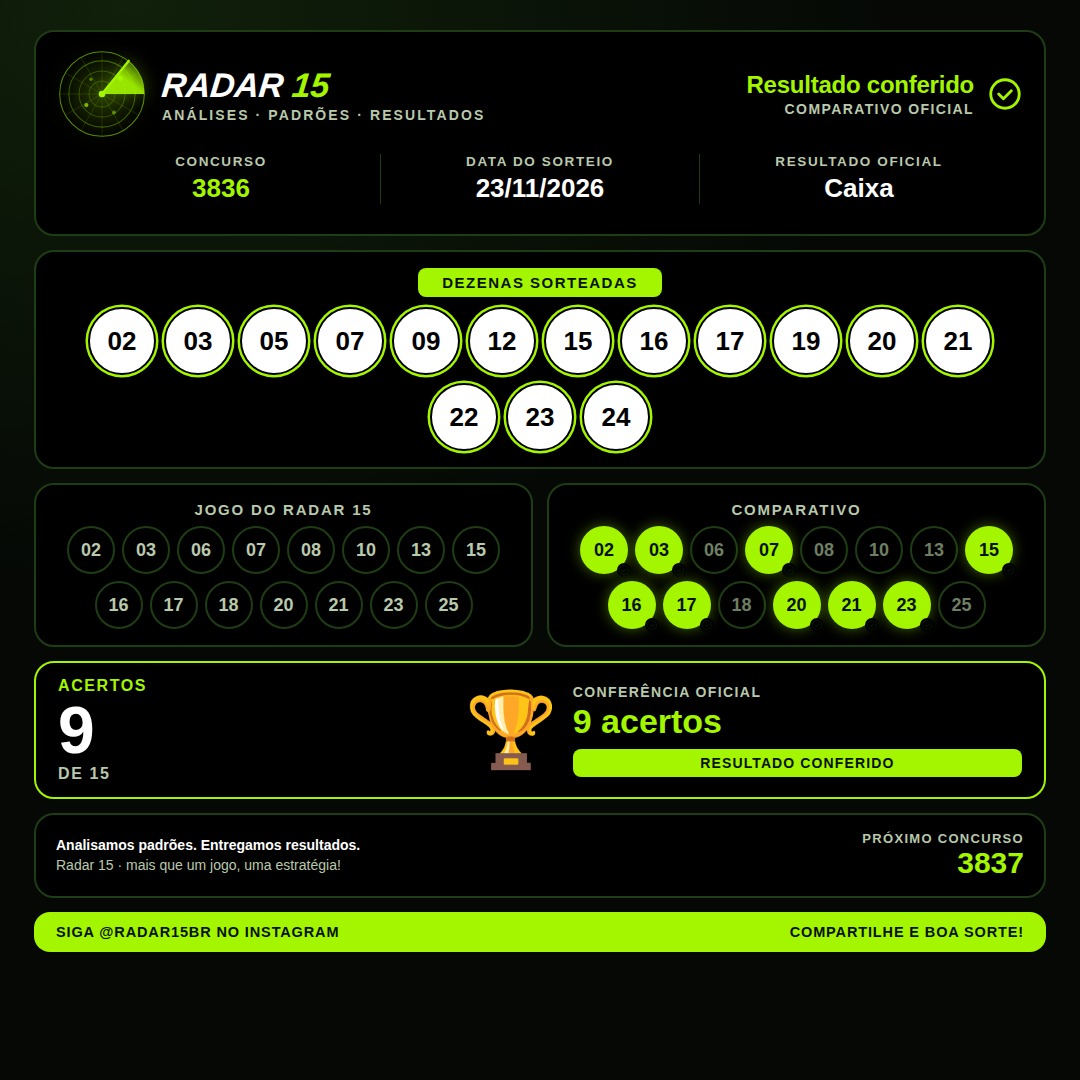 RADAR 15
ANÁLISES · PADRÕES · RESULTADOS
Resultado conferido
COMPARATIVO OFICIAL
CONCURSO
3836
DATA DO SORTEIO
23/11/2026
RESULTADO OFICIAL
Caixa
DEZENAS SORTEADAS
02 03 05 07 09 12 15 16 17 19 20 21
22 23 24
JOGO DO RADAR 15
02 03 06 07 08 10 13 15
16 17 18 20 21 23 25
COMPARATIVO
02 03 06 07 08 10 13 15
16 17 18 20 21 23 25
ACERTOS
9
DE 15
CONFERÊNCIA OFICIAL
9 acertos
RESULTADO CONFERIDO
Analisamos padrões. Entregamos resultados.
Radar 15 · mais que um jogo, uma estratégia!
PRÓXIMO CONCURSO
3837
SIGA @RADAR15BR NO INSTAGRAM
COMPARTILHE E BOA SORTE!